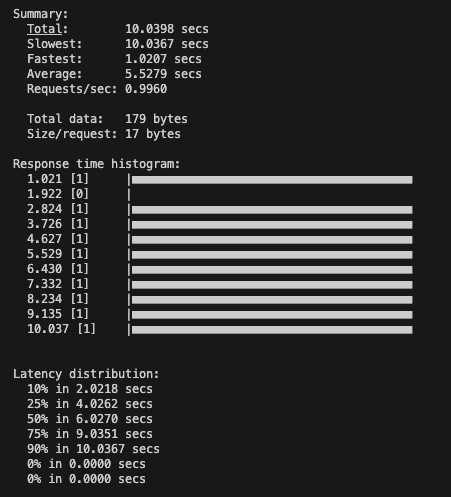 Summary:
Total: 10.0398 secs
Slowest: 10.0367 secs
Fastest: 1.0207 secs
Average: 5.5279 secs
Requests/sec: 0.9960
Total data: 179 bytes
Size/request: 17 bytes
Response time histogram:
1.021 [1] |
1.922 [0] |
2.824 [1] |
3.726 [1] |
4.627 [1] |
5.529 [1] |
6.430 [1] |
7.332 [1] |
8.234 [1] |
9.135 [1] |
10.037 [1] |
Latency distribution:
10% in 2.0218 secs
25% in 4.0262 secs
50% in 6.0270 secs
75% in 9.0351 secs
90% in 10.0367 secs
0% in 0.0000 secs
0% in 0.0000 secs